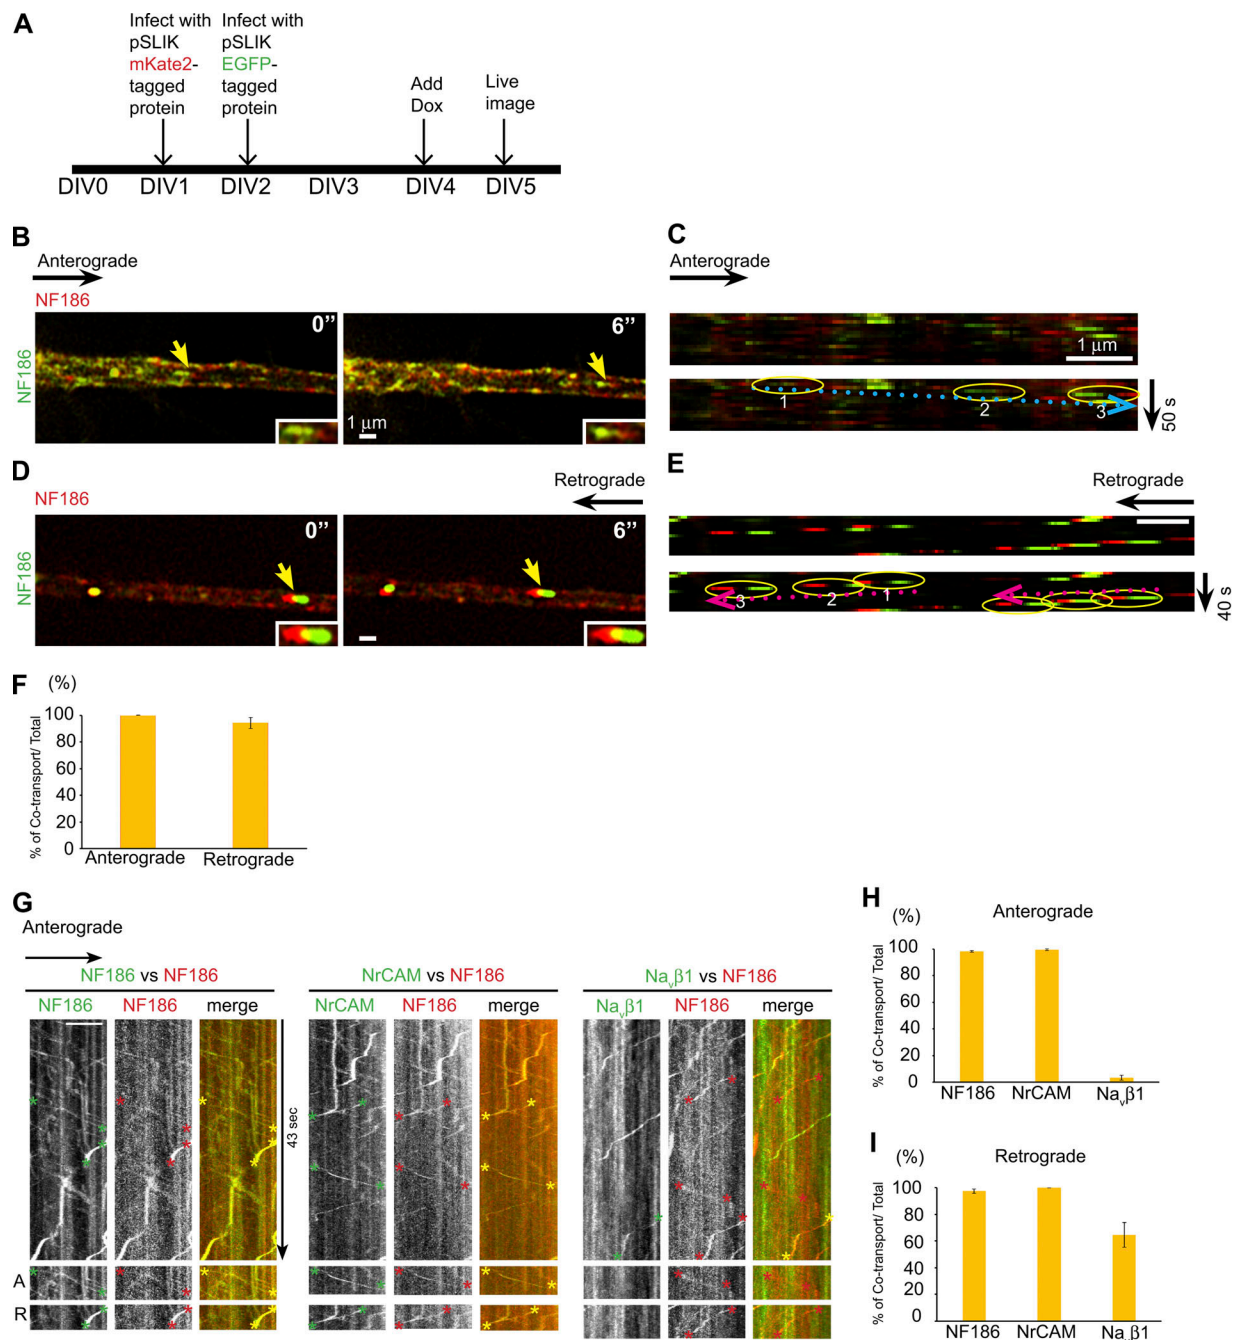 A
Infect with
pSLIK
mKate2-
tagged
protein
Infect with
pSLIK
EGFP-
tagged
protein
Add
Dox
Live
image
DIV0 DIV1 DIV2 DIV3 DIV4 DIV5
B
Anterograde
NF186
NF186
0’’
6’’
1 μm
C
Anterograde
1 μm
1
2
3
50 s
D
NF186
NF186
Retrograde
0’’
6’’
E
Retrograde
3
2
1
40 s
F
(%)
% of Co-transport/ Total
100
80
60
40
20
0
Anterograde
Retrograde
G
Anterograde
NF186 vs NF186
NF186 NF186 merge
43 sec
NrCAM vs NF186
NrCAM NF186 merge
Naᵥβ1 vs NF186
Naᵥβ1 NF186 merge
A
R
H
(%)
Anterograde
% of Co-transport/ Total
100
80
60
40
20
0
NF186 NrCAM Naᵥβ1
I
(%)
Retrograde
% of Co-transport/ Total
100
80
60
40
20
0
NF186 NrCAM Naᵥβ1